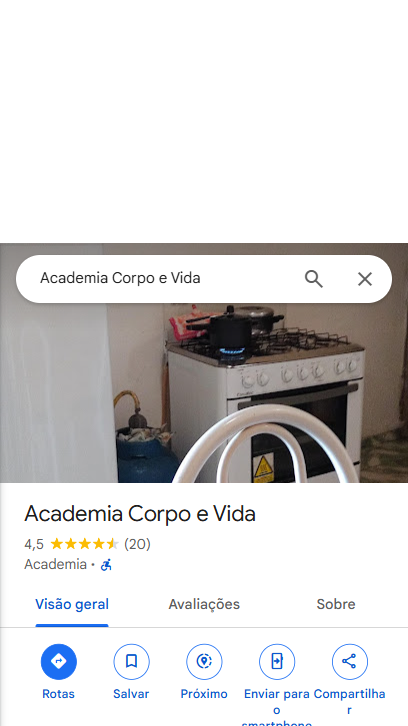 Academia Corpo e Vida
Academia Corpo e Vida
4,5 (20)
Academia ·
Visão geral
Avaliações
Sobre
Rotas
Salvar
Próximo
Enviar para
o
smartphone
Compartilha
r